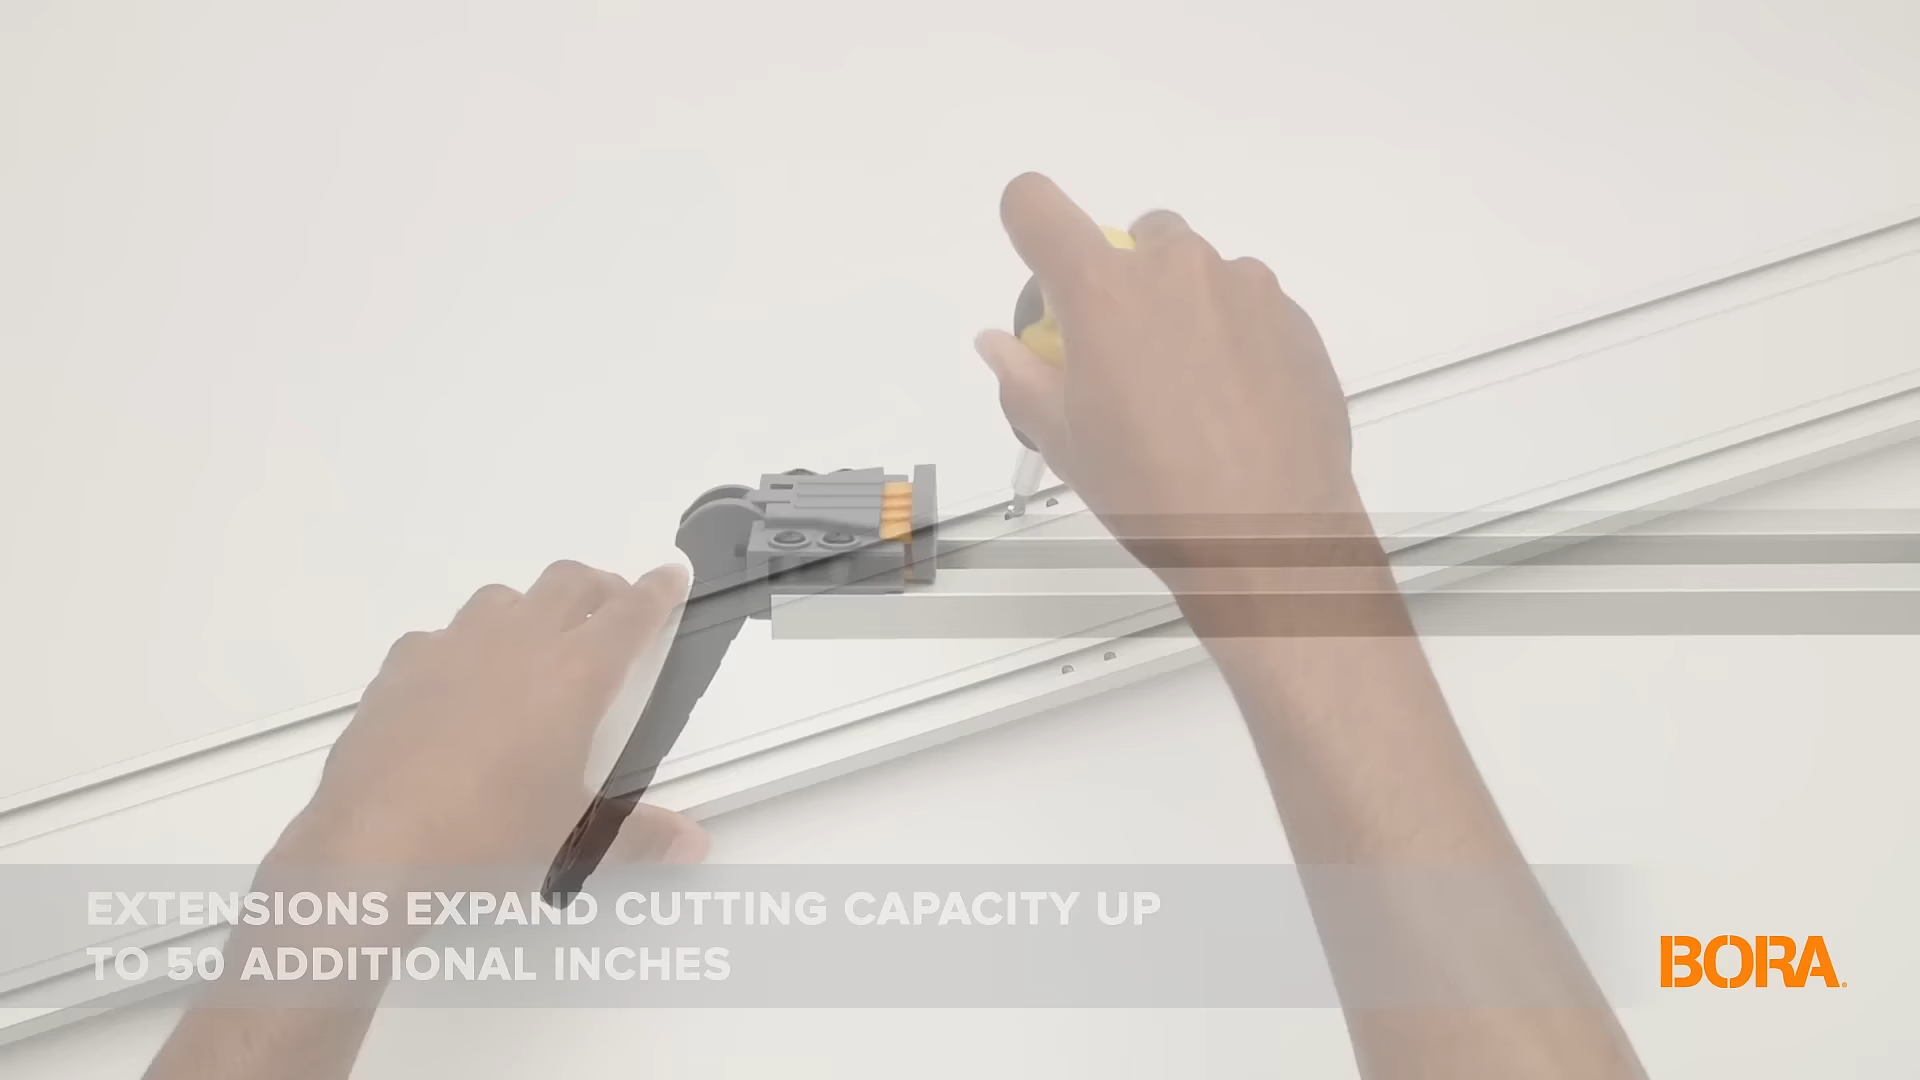 EXTENSIONS EXPAND CUTTING CAPACITY UP
TO 50 ADDITIONAL INCHES
BORA